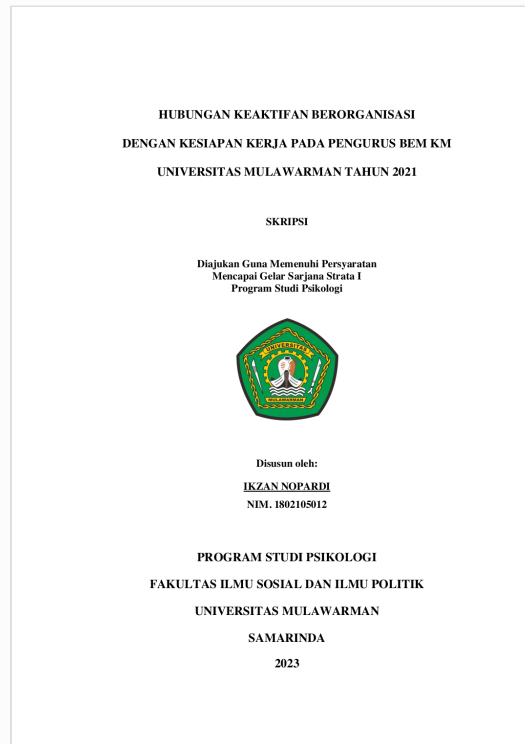 HUBUNGAN KEAKTIFAN BERORGANISASI
DENGAN KESIAPAN KERJA PADA PENGURUS BEM KM
UNIVERSITAS MULAWARMAN TAHUN 2021
SKRIPSI
Diajukan Guna Memenuhi Persyaratan
Mencapai Gelar Sarjana Strata I
Program Studi Psikologi
UNIVERSITAS
MULAWARMAN
Disusun oleh:
IKZAN NOPARDI
NIM. 1802105012
PROGRAM STUDI PSIKOLOGI
FAKULTAS ILMU SOSIAL DAN ILMU POLITIK
UNIVERSITAS MULAWARMAN
SAMARINDA
2023